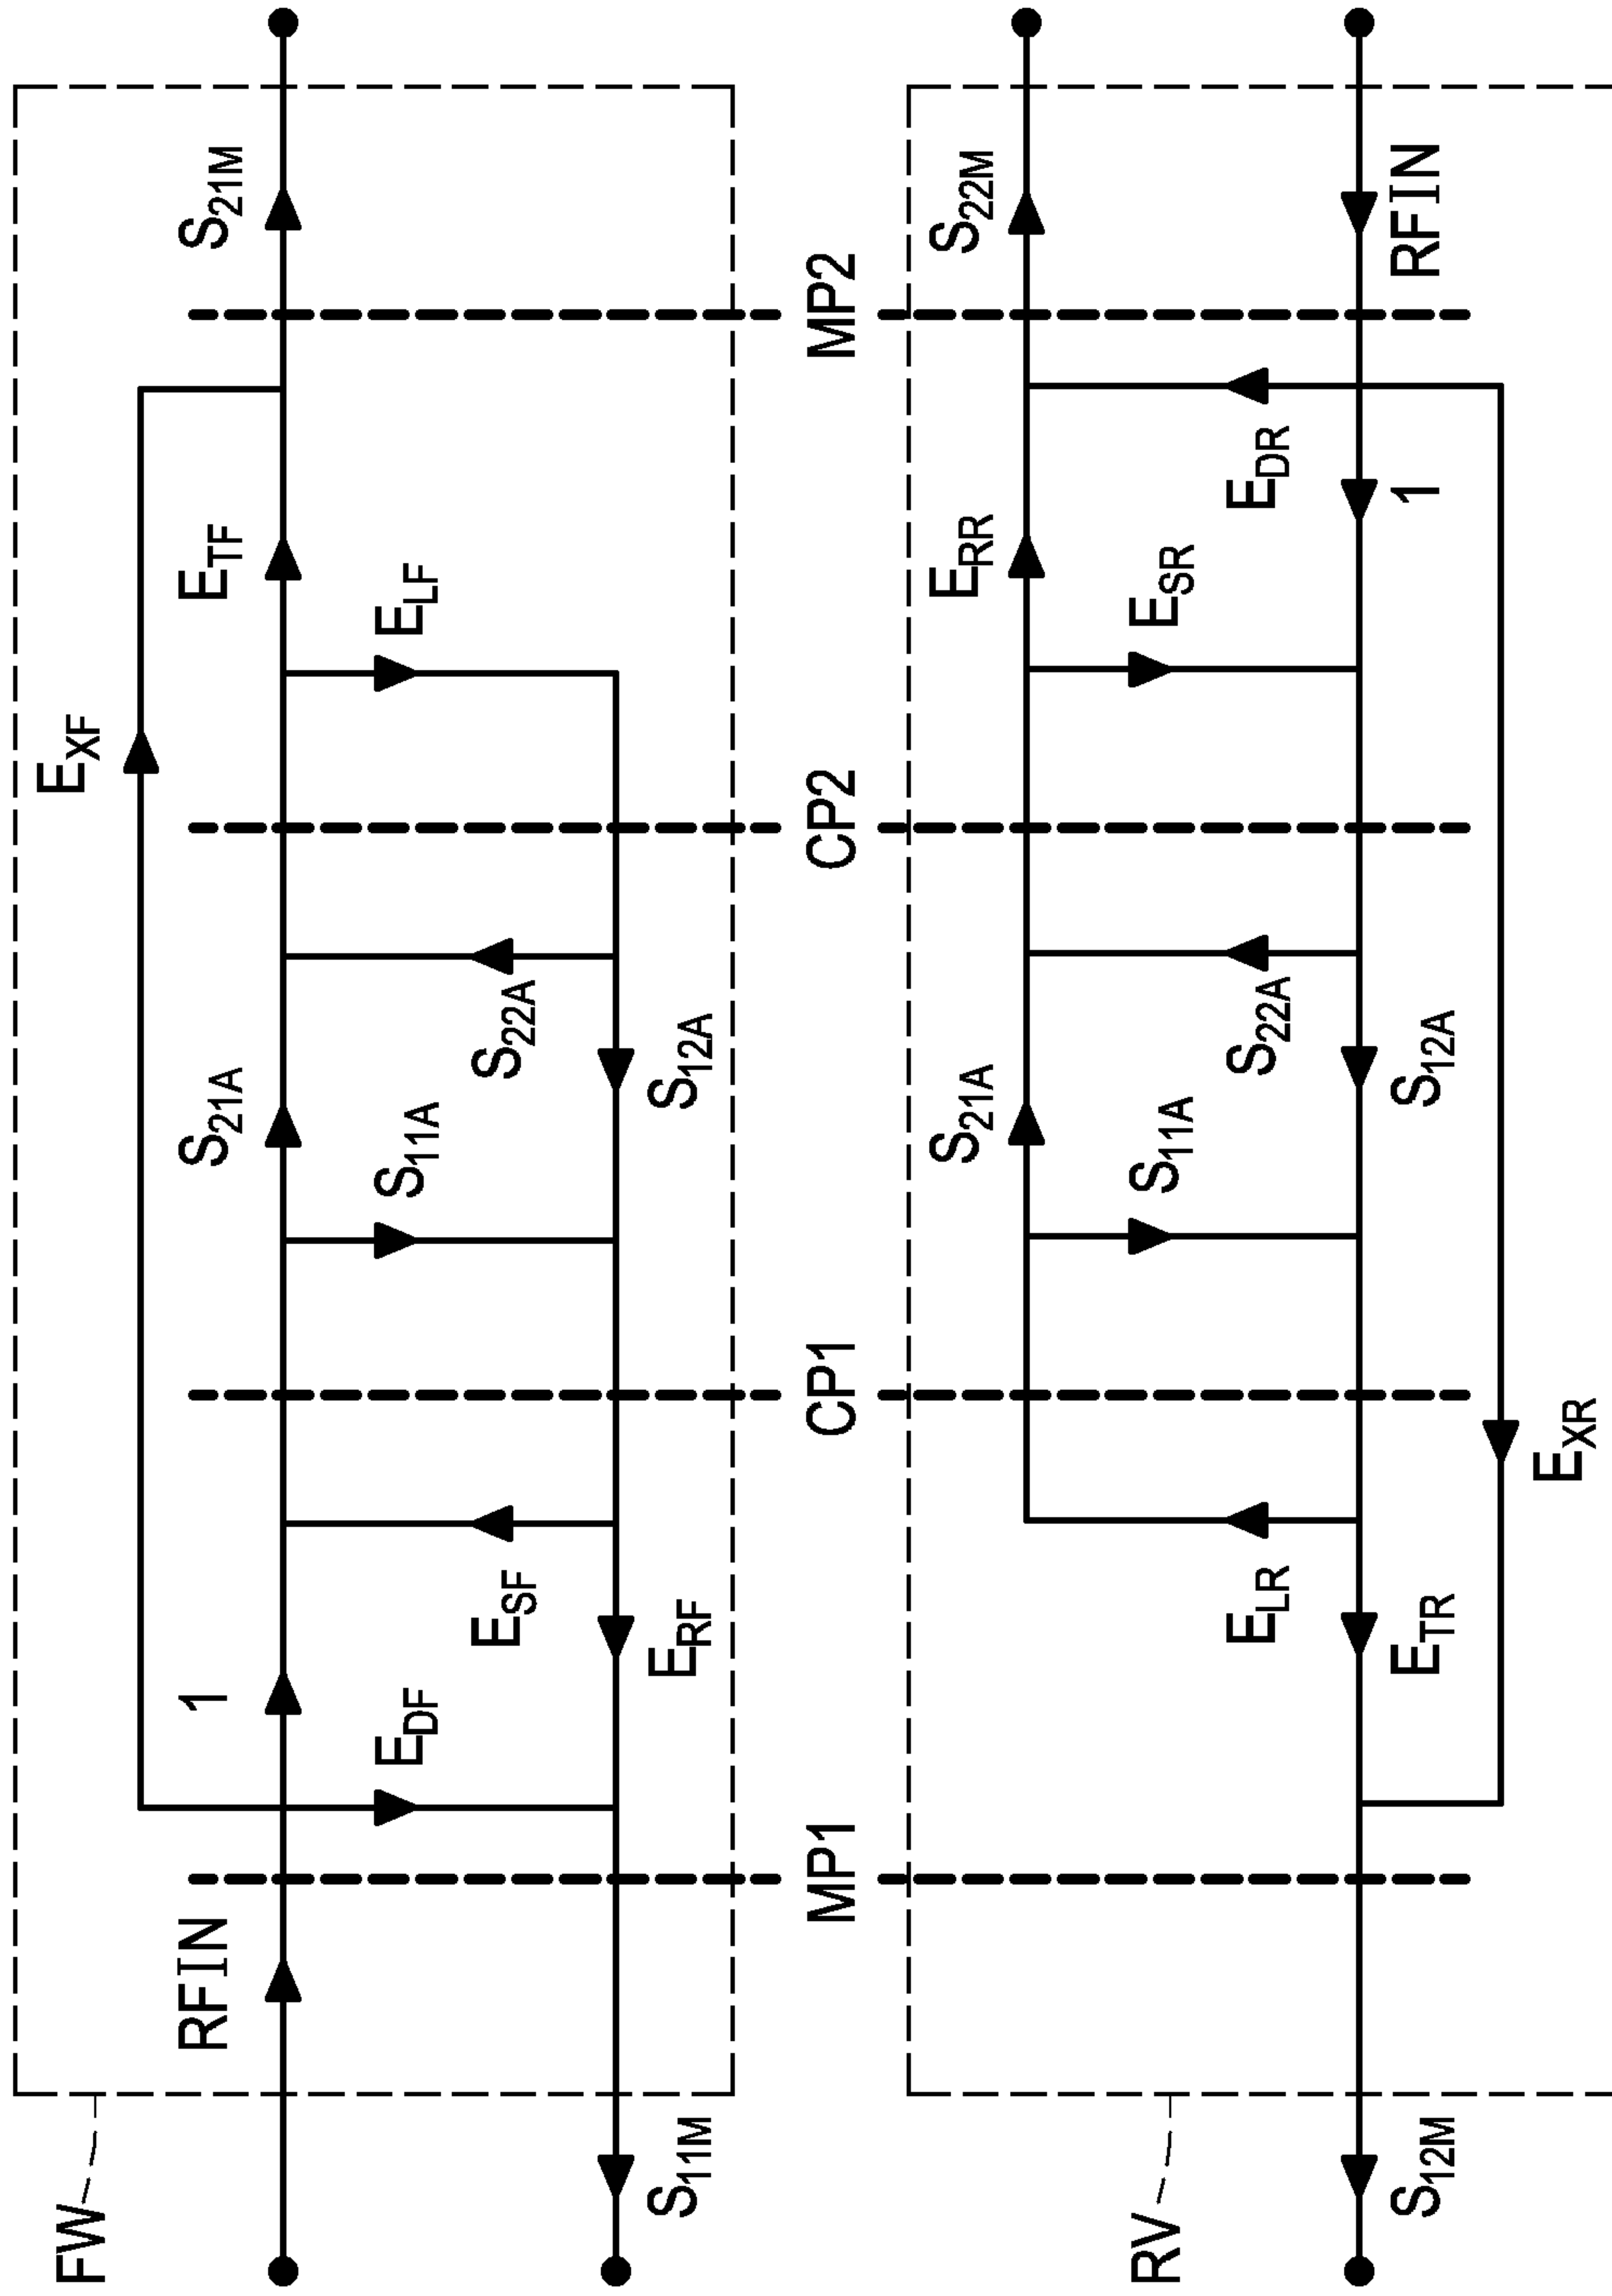 FW
RFIN
1
E_XF
S_21A
E_TF
S_21M
E_DF
E_SF
S_11A
S_22A
E_LF
S_11M
E_RF
S_12A
MP1
CP1
CP2
MP2
RV
S_21A
E_RR
S_22M
E_LR
S_11A
S_22A
E_SR
E_DR
S_12M
E_TR
S_12A
1
RFIN
E_XR